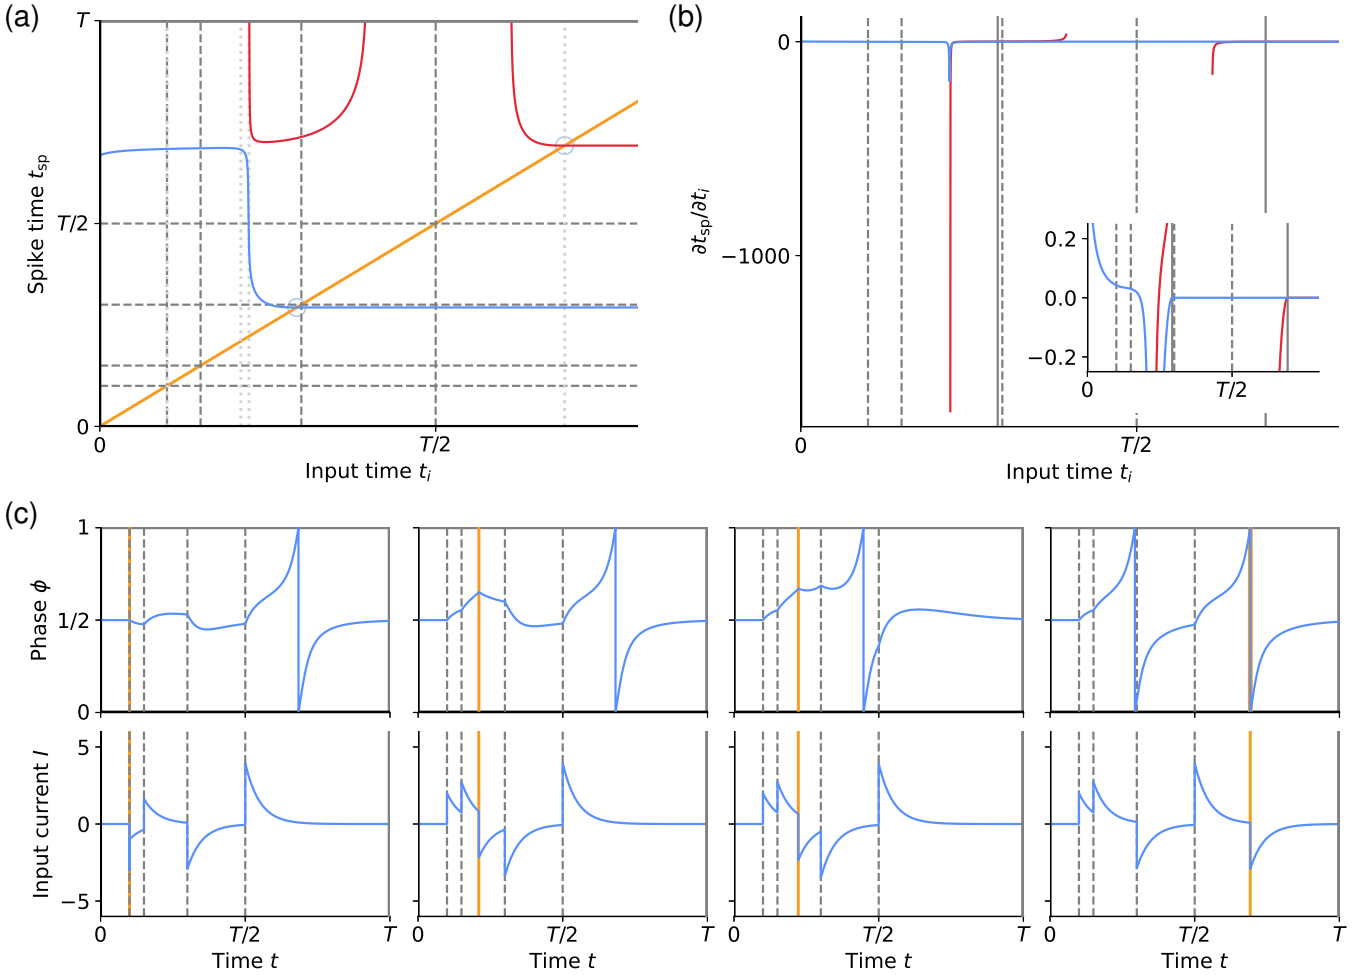 (a)
T
T/2
0
Spike time t_sp
0
T/2
Input time t_i
(b)
0
−1000
∂t_sp/∂t_i
0
T/2
Input time t_i
0.2
0.0
−0.2
0
T/2
(c)
1
1/2
0
Phase ϕ
5
0
−5
Input current I
0
T/2
T
Time t
0
T/2
T
Time t
0
T/2
T
Time t
0
T/2
T
Time t